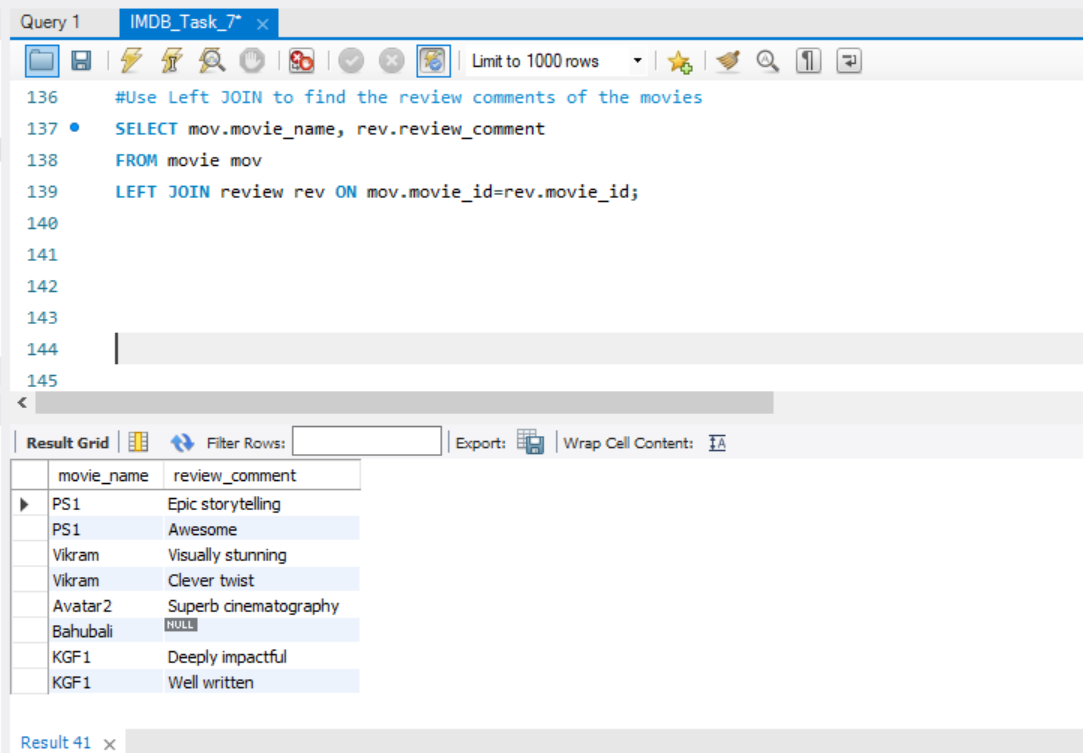 Query 1 IMDB_Task_7*
Limit to 1000 rows
136 #Use Left JOIN to find the review comments of the movies
137 SELECT mov.movie_name, rev.review_comment
138 FROM movie mov
139 LEFT JOIN review rev ON mov.movie_id=rev.movie_id;
140
141
142
143
144
145
Result Grid Filter Rows: Export: Wrap Cell Content:
movie_name review_comment
PS1 Epic storytelling
PS1 Awesome
Vikram Visually stunning
Vikram Clever twist
Avatar2 Superb cinematography
Bahubali NULL
KGF1 Deeply impactful
KGF1 Well written
Result 41